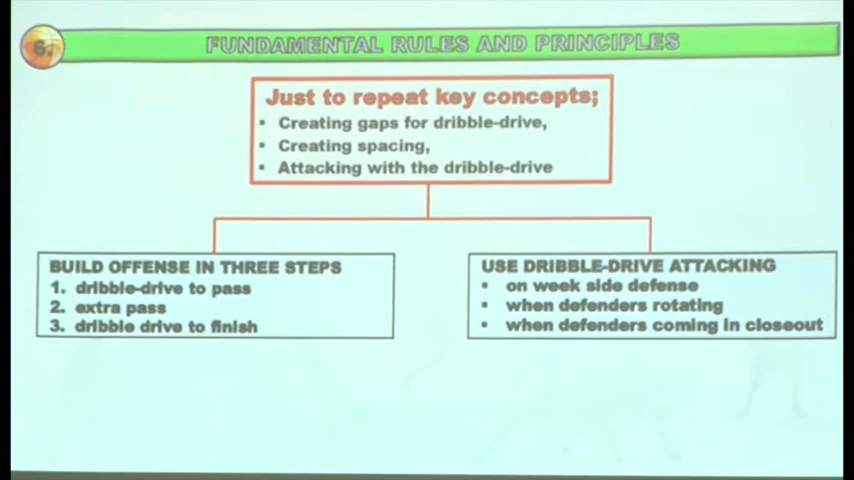 6.
FUNDAMENTAL RULES AND PRINCIPLES
Just to repeat key concepts;
▪ Creating gaps for dribble-drive,
▪ Creating spacing,
▪ Attacking with the dribble-drive
BUILD OFFENSE IN THREE STEPS
1. dribble-drive to pass
2. extra pass
3. dribble drive to finish
USE DRIBBLE-DRIVE ATTACKING
▪ on week side defense
▪ when defenders rotating
▪ when defenders coming in closeout